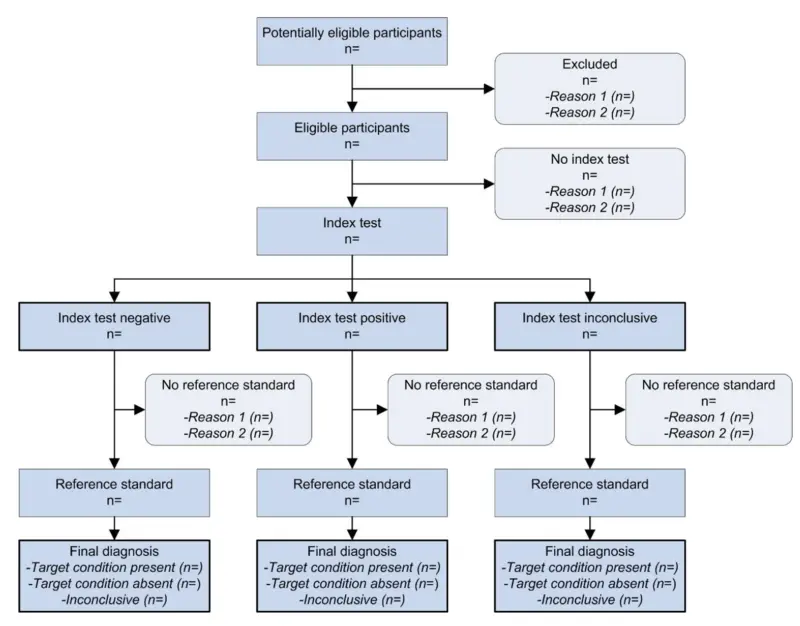 Potentially eligible participants
n=
Excluded
n=
-Reason 1 (n=)
-Reason 2 (n=)
Eligible participants
n=
No index test
n=
-Reason 1 (n=)
-Reason 2 (n=)
Index test
n=
Index test negative
n=
Index test positive
n=
Index test inconclusive
n=
No reference standard
n=
-Reason 1 (n=)
-Reason 2 (n=)
No reference standard
n=
-Reason 1 (n=)
-Reason 2 (n=)
No reference standard
n=
-Reason 1 (n=)
-Reason 2 (n=)
Reference standard
n=
Reference standard
n=
Reference standard
n=
Final diagnosis
-Target condition present (n=)
-Target condition absent (n=)
-Inconclusive (n=)
Final diagnosis
-Target condition present (n=)
-Target condition absent (n=)
-Inconclusive (n=)
Final diagnosis
-Target condition present (n=)
-Target condition absent (n=)
-Inconclusive (n=)